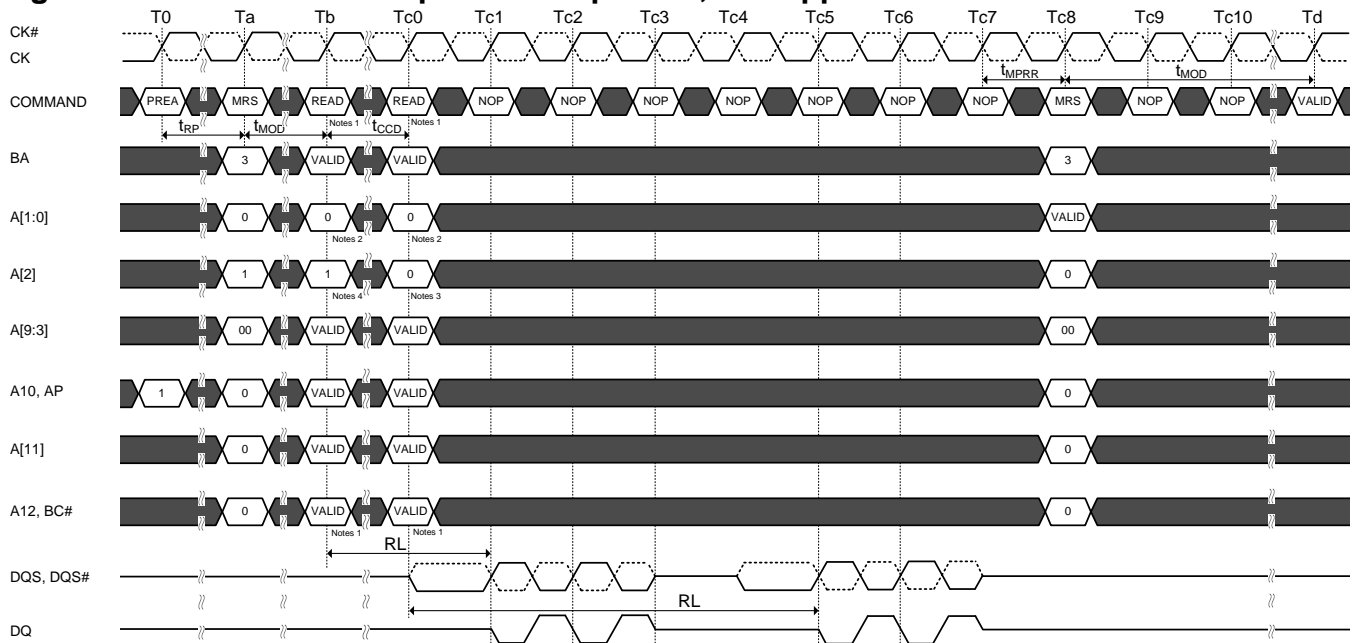 T0 Ta Tb Tc0 Tc1 Tc2 Tc3 Tc4 Tc5 Tc6 Tc7 Tc8 Tc9 Tc10 Td
CK#
CK
tMPRR tMOD
COMMAND PREA MRS READ READ NOP NOP NOP NOP NOP NOP NOP MRS NOP NOP VALID
Notes 1 Notes 1
tRP tMOD tCCD
BA 3 VALID VALID 3
A[1:0] 0 0 0 VALID
Notes 2 Notes 2
A[2] 1 1 0 0
Notes 4 Notes 3
A[9:3] 00 VALID VALID 00
A10, AP 1 0 VALID VALID 0
A[11] 0 VALID VALID 0
A12, BC# 0 VALID VALID 0
Notes 1 Notes 1
RL
DQS, DQS#
RL
DQ